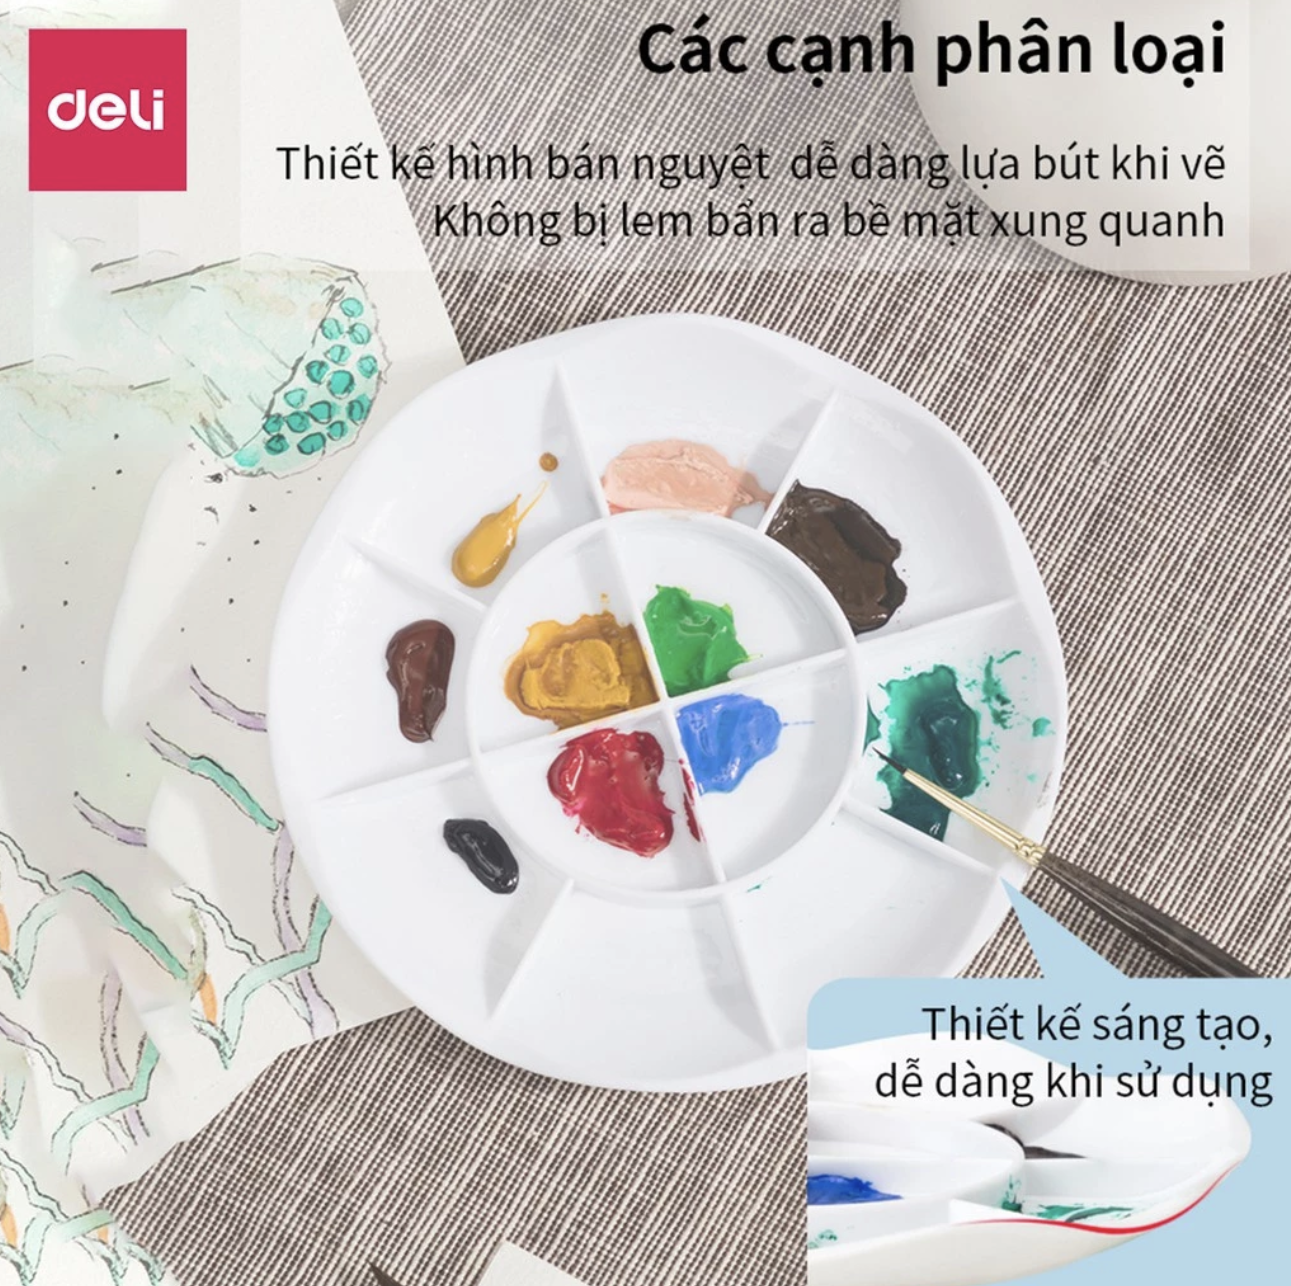 deli
Các cạnh phân loại
Thiết kế hình bán nguyệt dễ dàng lựa bút khi vẽ
Không bị lem bẩn ra bề mặt xung quanh
Thiết kế sáng tạo,
dễ dàng khi sử dụng